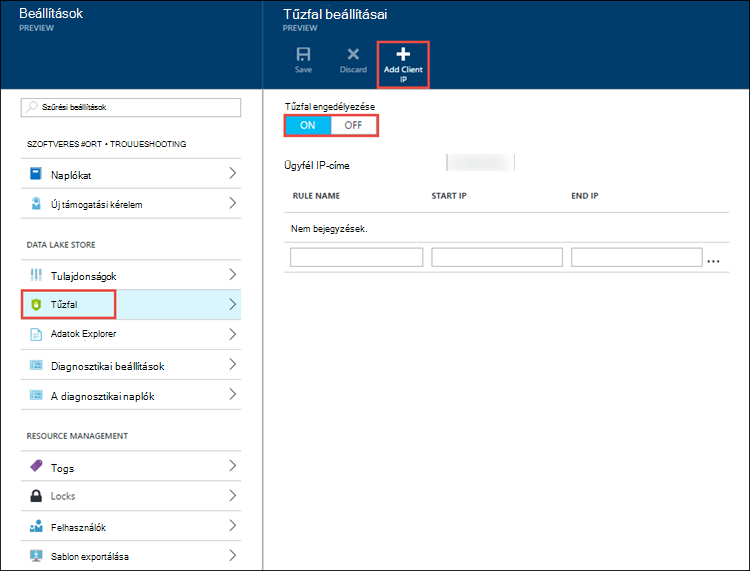 Beállítások
PREVIEW
Szűrési beállítások
SZOFTVERES #ORT • TROUUESHOOTING
Naplókat
Új támogatási kérelem
DATA LAKE STORE
Tulajdonságok
Tűzfal
Adatok Explorer
Diagnosztikai beállítások
A diagnosztikai naplók
RESOURCE MANAGEMENT
Togs
Locks
Felhasználók
Sablon exportálása
Tűzfal beállításai
PREVIEW
Save Discard Add Client IP
Tűzfal engedélyezése
ON OFF
Ügyfél IP-címe
RULE NAME START IP END IP
Nem bejegyzések.
...